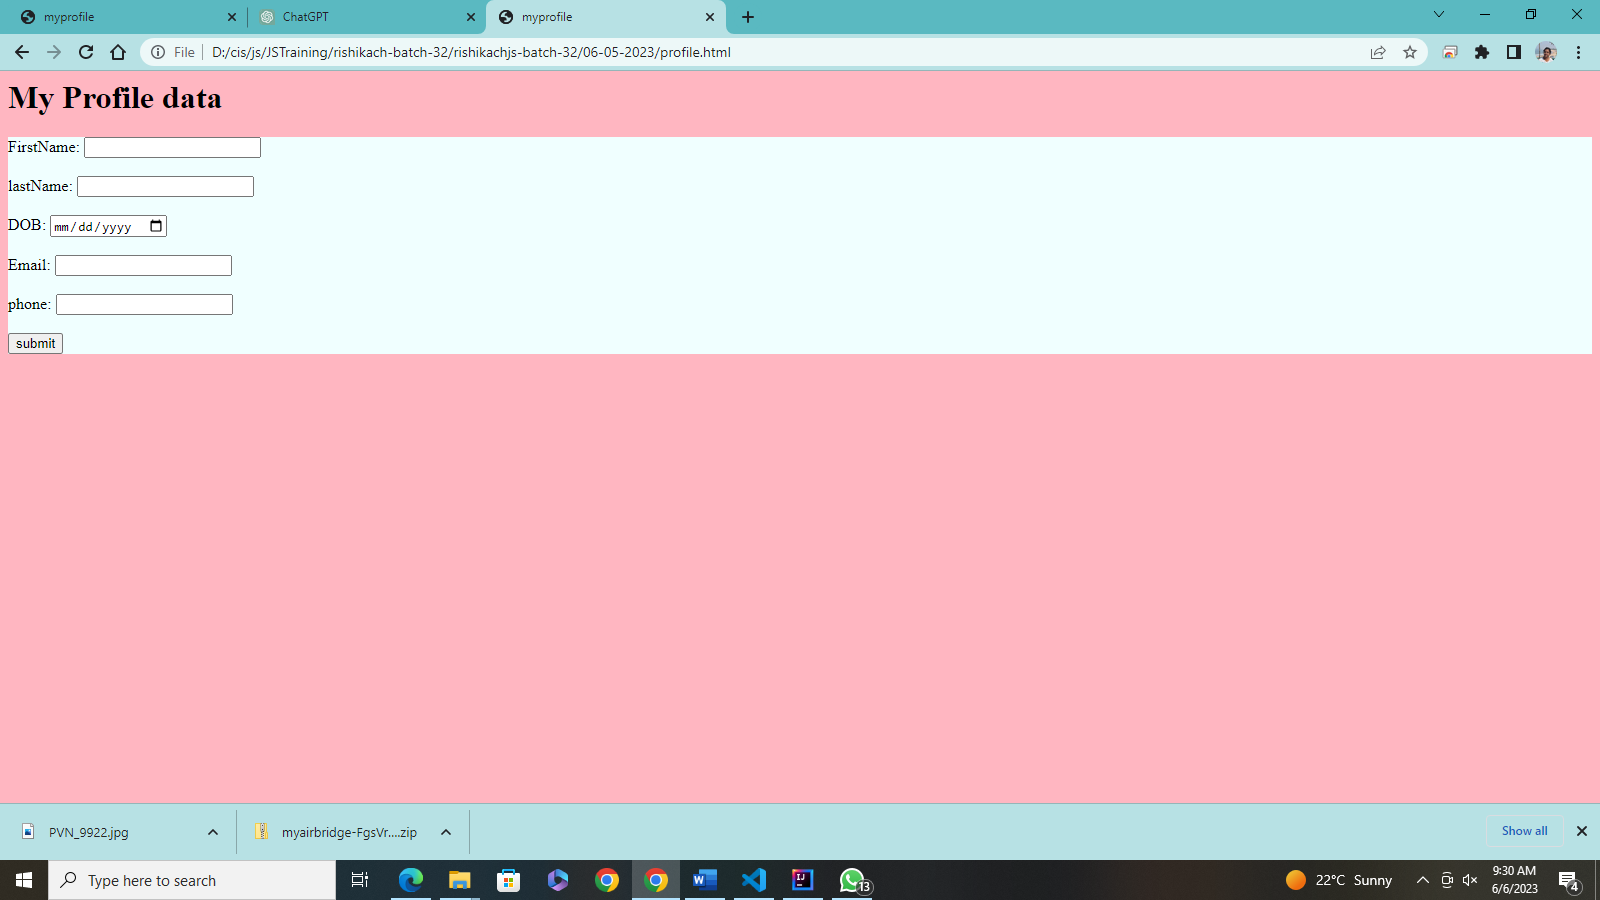 myprofile
ChatGPT
myprofile
File
D:/cis/js/JSTraining/rishikach-batch-32/rishikachjs-batch-32/06-05-2023/profile.html
My Profile data
FirstName:
lastName:
DOB: mm/dd/yyyy
Email:
phone:
submit
PVN_9922.jpg
myairbridge-FgsVr....zip
Show all
Type here to search
W
IJ
13
22°C Sunny
9:30 AM
6/6/2023
4